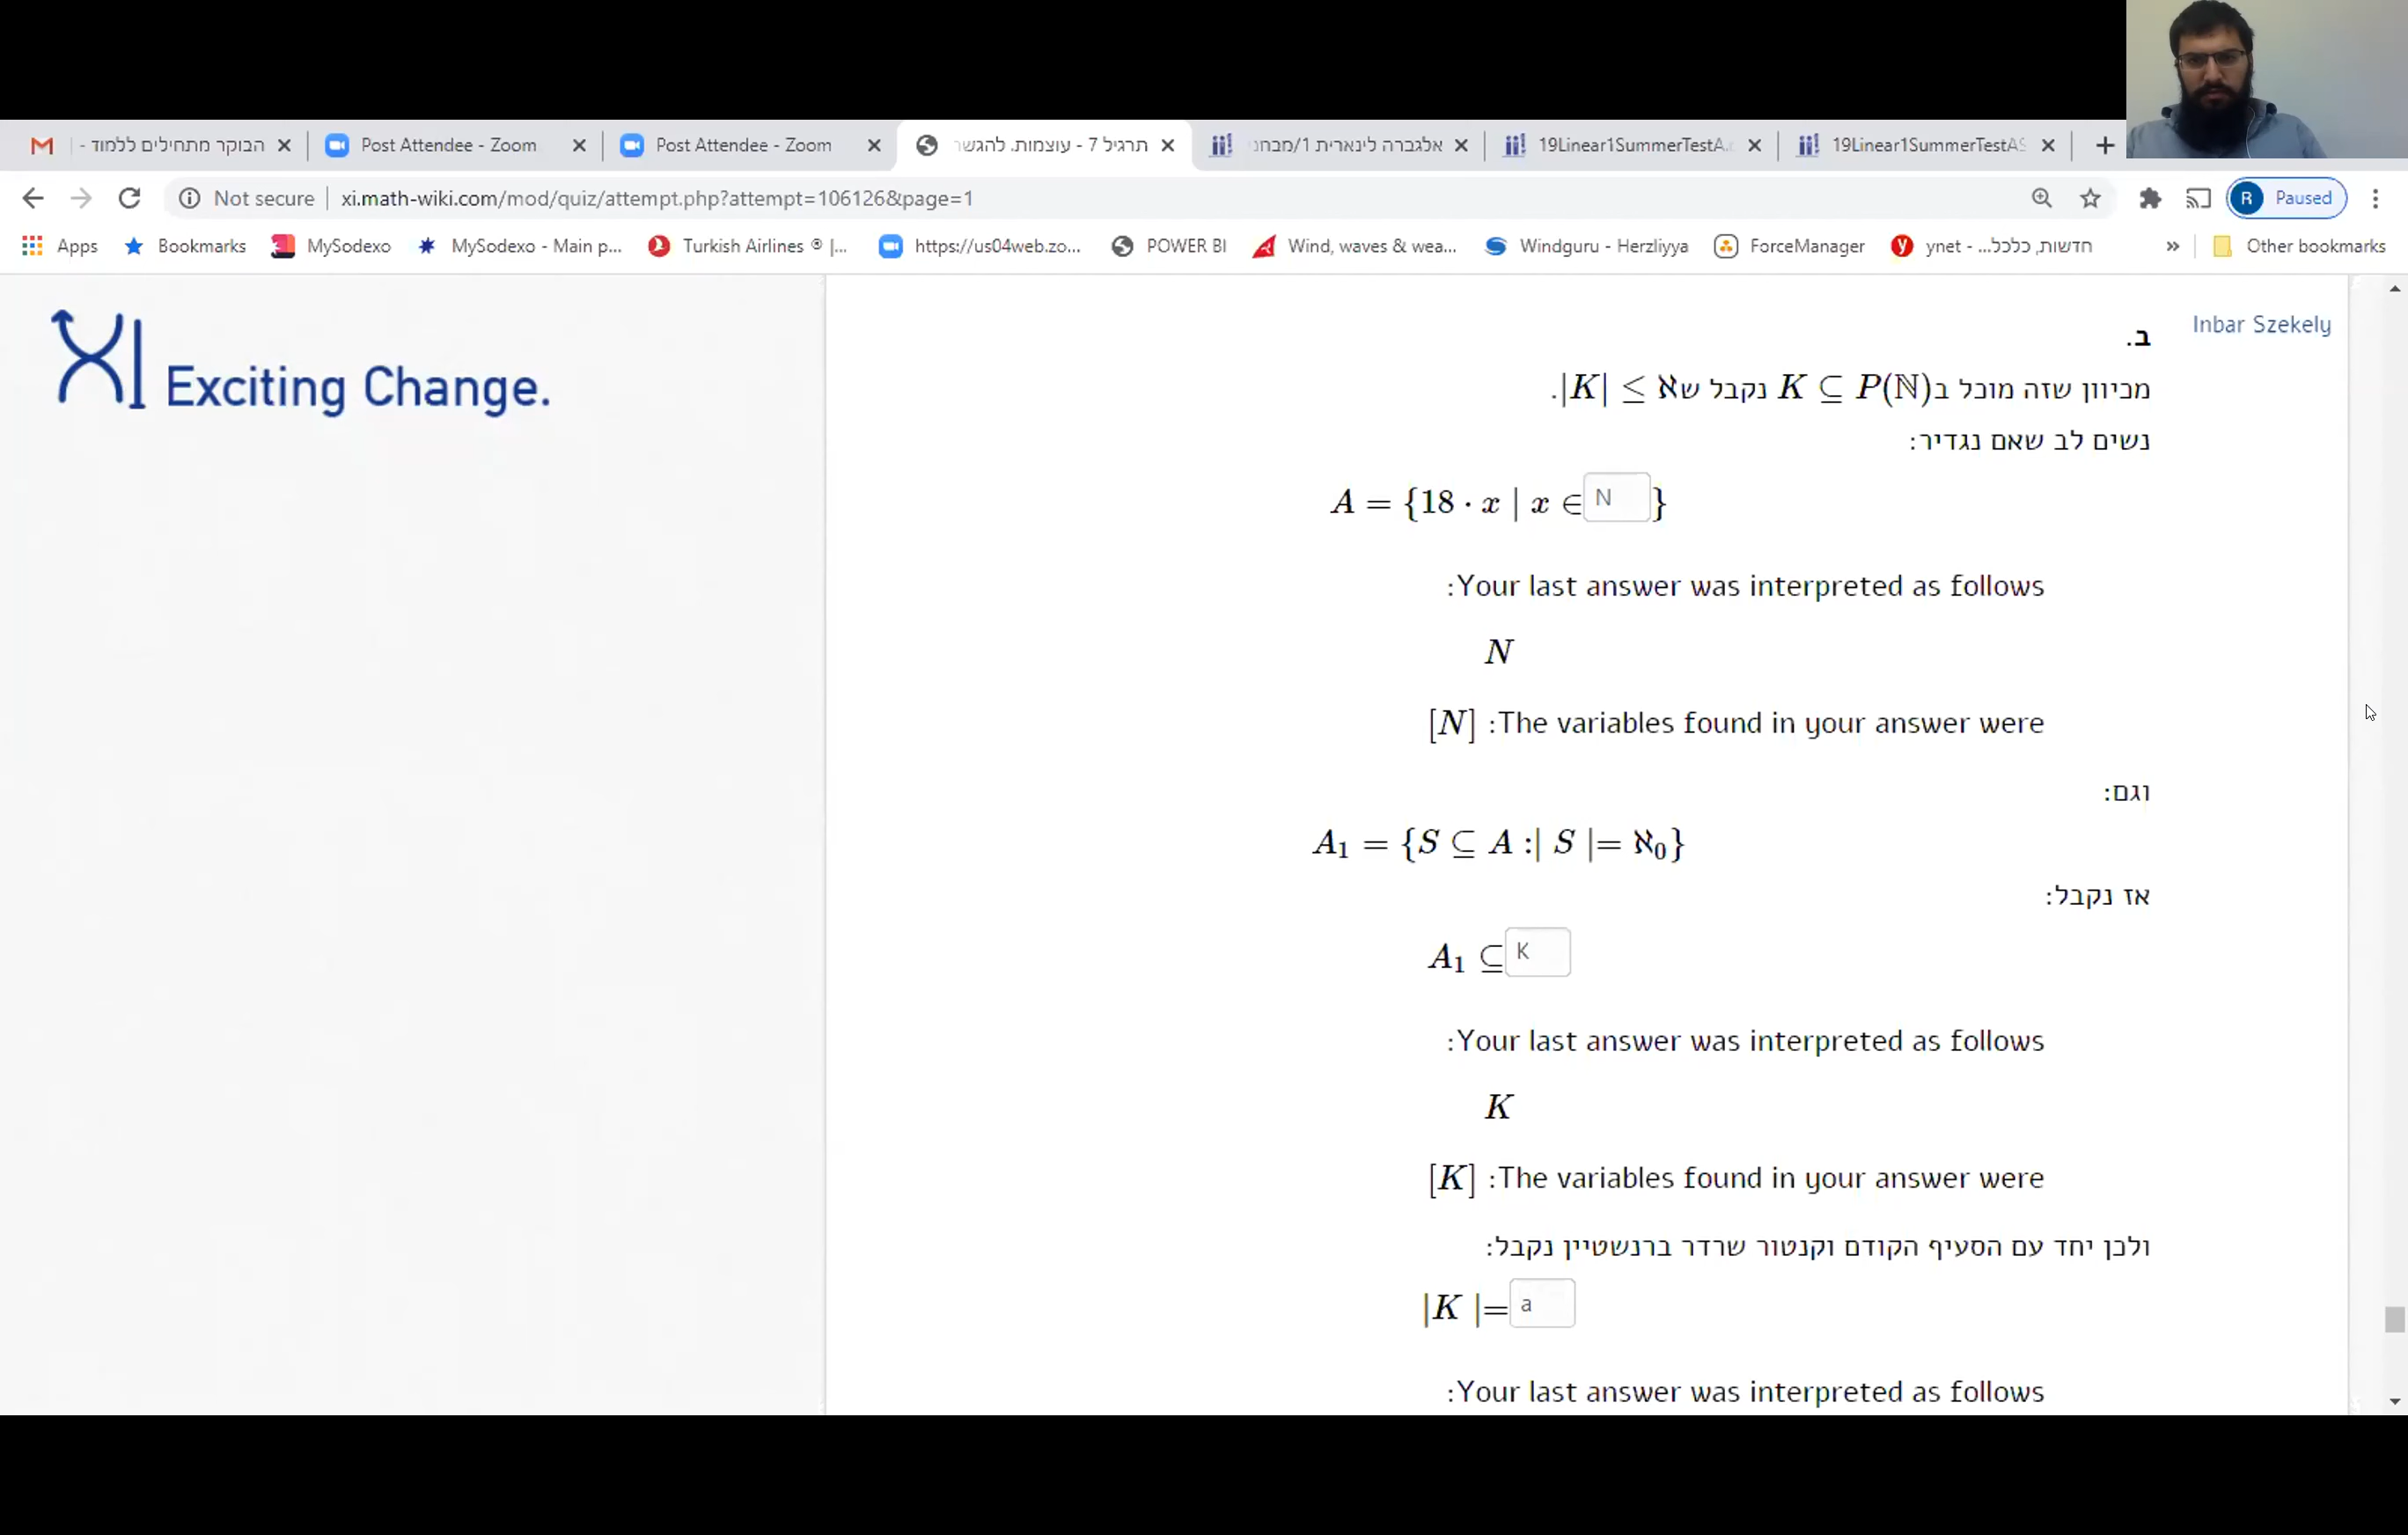 הבוקר מתחילים ללמוד -
Post Attendee - Zoom
Post Attendee - Zoom
תרגיל 7 - עוצמות. להגשר
אלגברה לינארית 1/מברונ
19Linear1SummerTestA.
19Linear1SummerTestAS
Not secure | xi.math-wiki.com/mod/quiz/attempt.php?attempt=106126&page=1
R Paused
Apps
Bookmarks
MySodexo
MySodexo - Main p...
Turkish Airlines ® |...
https://us04web.zo...
POWER BI
Wind, waves & wea...
Windguru - Herzliyya
ForceManager
ynet - חדשות, כלכל...
»
Other bookmarks
XI Exciting Change.
Inbar Szekely
ב.
מכיוון שזה מוכל ב K ⊆ P(ℕ) נקבל ש |K| ≤ ℵ.
נשים לב שאם נגדיר:
A = {18 · x | x ∈ N }
Your last answer was interpreted as follows:
N
The variables found in your answer were: [N]
וגם:
A₁ = {S ⊆ A :| S |= ℵ₀}
אז נקבל:
A₁ ⊆ K
Your last answer was interpreted as follows:
K
The variables found in your answer were: [K]
ולכן יחד עם הסעיף הקודם וקנטור שרדר ברנשטיין נקבל:
|K |= a
Your last answer was interpreted as follows: